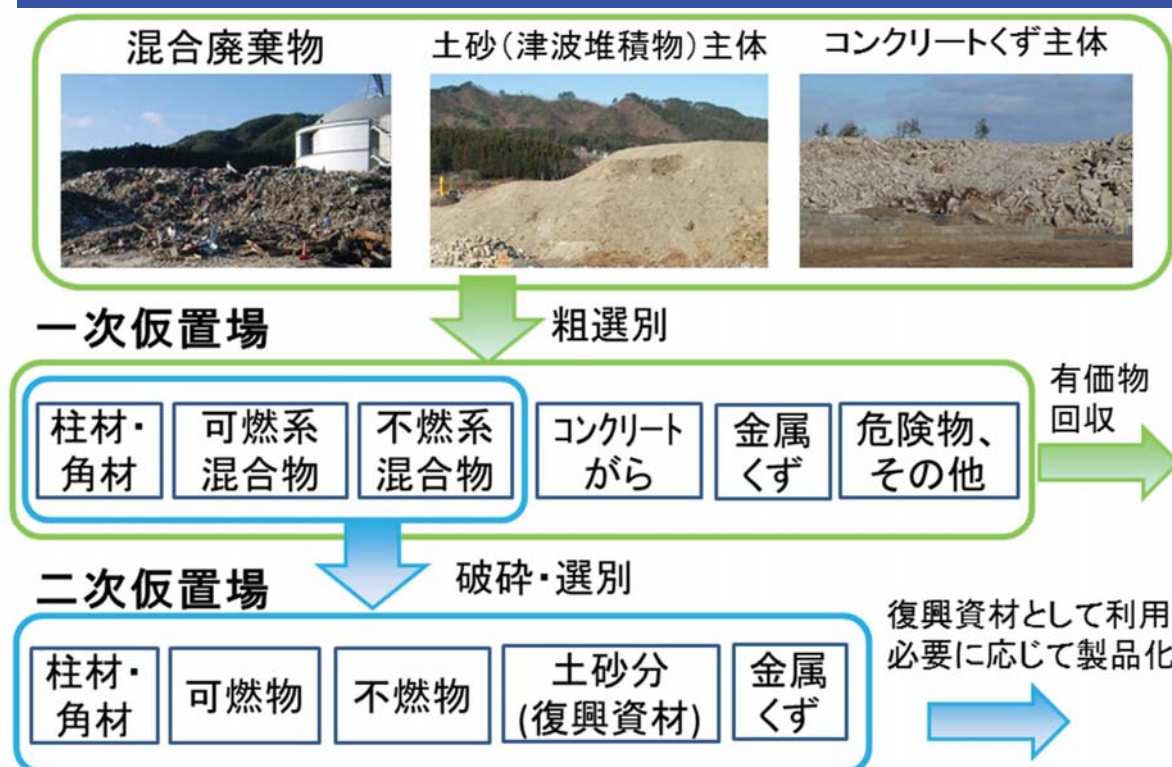 混合廃棄物
土砂(津波堆積物)主体
コンクリートくず主体
一次仮置場
粗選別
柱材・
角材
可燃系
混合物
不燃系
混合物
コンクリート
がら
金属
くず
危険物、
その他
有価物
回収
二次仮置場
破砕・選別
柱材・
角材
可燃物
不燃物
土砂分
(復興資材)
金属
くず
復興資材として利用
必要に応じて製品化